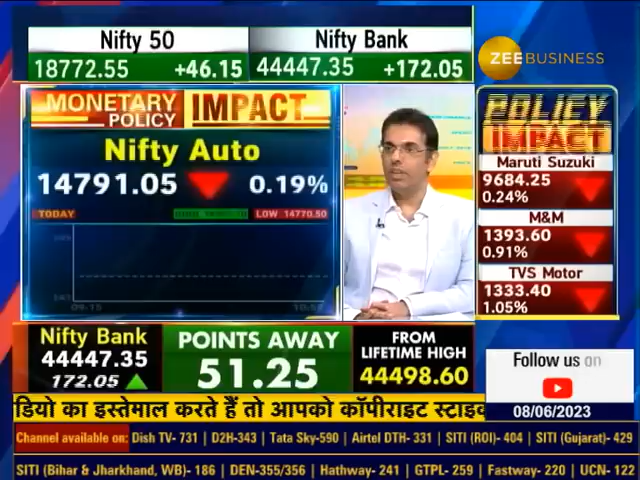 Nifty 50
18772.55 +46.15
Nifty Bank
44447.35 +172.05
ZEE BUSINESS
MONETARY POLICY IMPACT
Nifty Auto
14791.05 0.19%
TODAY
LOW 14770.50
09:15
POLICY IMPACT
Maruti Suzuki
9684.25
0.24%
M&M
1393.60
0.91%
TVS Motor
1333.40
1.05%
Nifty Bank
44447.35
172.05
POINTS AWAY
51.25
FROM
LIFETIME HIGH
44498.60
Follow us on
08/06/2023
डियो का इस्तेमाल करते हैं तो आपको कॉपीराइट स्टाइक
Channel available on: Dish TV- 731 | D2H-343 | Tata Sky-590 | Airtel DTH- 331 | SITI (ROI)- 404 | SITI (Gujarat)- 429
SITI (Bihar & Jharkhand, WB)- 186 | DEN-355/356 | Hathway- 241 | GTPL- 259 | Fastway- 220 | UCN- 122